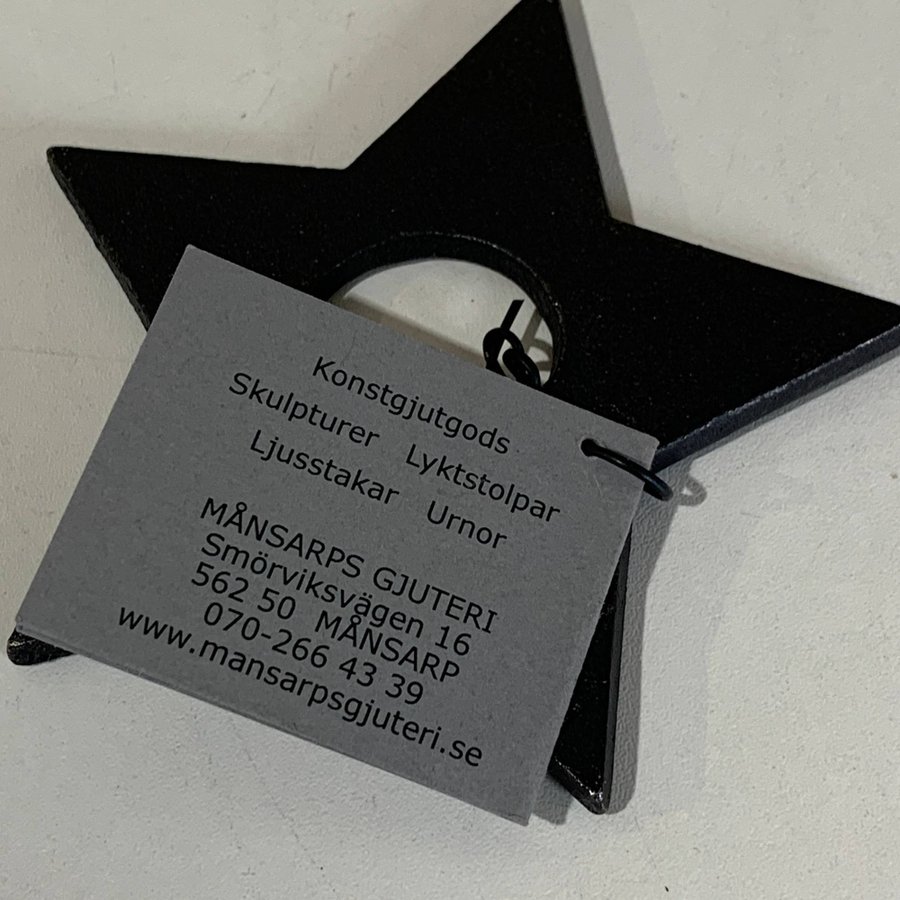 Konstgjutgods
Skulpturer Lyktstolpar
Ljusstakar Urnor
MÅNSARPS GJUTERI
Smörviksvägen 16
562 50 MÅNSARP
070-266 43 39
www.mansarpsgjuteri.se